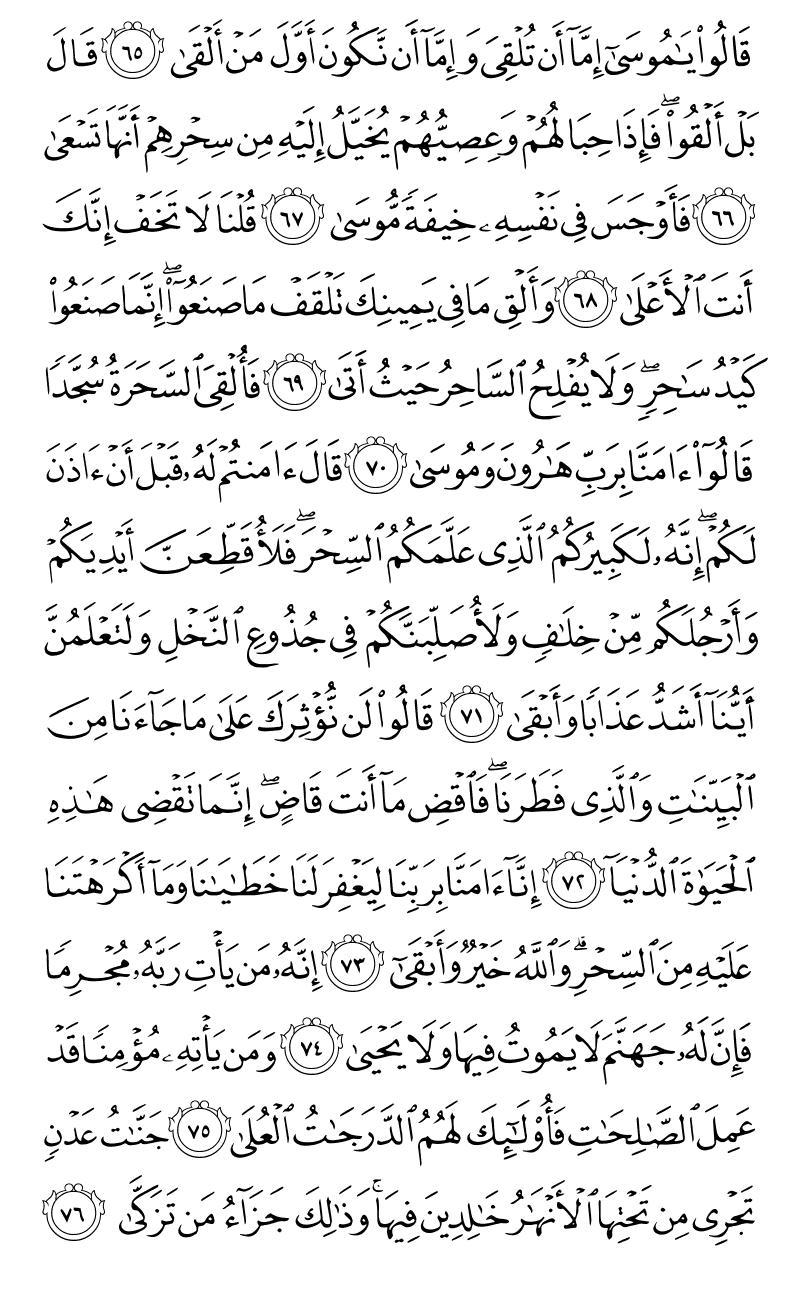 قَالُوا۟ يَـٰمُوسَىٰٓ إِمَّآ أَن تُلْقِىَ وَإِمَّآ أَن نَّكُونَ أَوَّلَ مَنْ أَلْقَىٰ ٦٥ قَالَ
بَلْ أَلْقُوا۟ ۖ فَإِذَا حِبَالُهُمْ وَعِصِيُّهُمْ يُخَيَّلُ إِلَيْهِ مِن سِحْرِهِمْ أَنَّهَا تَسْعَىٰ
٦٦ فَأَوْجَسَ فِى نَفْسِهِۦ خِيفَةً مُّوسَىٰ ٦٧ قُلْنَا لَا تَخَفْ إِنَّكَ
أَنتَ ٱلْأَعْلَىٰ ٦٨ وَأَلْقِ مَا فِى يَمِينِكَ تَلْقَفْ مَا صَنَعُوٓا۟ ۖ إِنَّمَا صَنَعُوا۟
كَيْدُ سَـٰحِرٍ ۖ وَلَا يُفْلِحُ ٱلسَّاحِرُ حَيْثُ أَتَىٰ ٦٩ فَأُلْقِىَ ٱلسَّحَرَةُ سُجَّدًا
قَالُوٓا۟ ءَامَنَّا بِرَبِّ هَـٰرُونَ وَمُوسَىٰ ٧٠ قَالَ ءَامَنتُمْ لَهُۥ قَبْلَ أَنْ ءَاذَنَ
لَكُمْ ۖ إِنَّهُۥ لَكَبِيرُكُمُ ٱلَّذِى عَلَّمَكُمُ ٱلسِّحْرَ ۖ فَلَأُقَطِّعَنَّ أَيْدِيَكُمْ
وَأَرْجُلَكُم مِّنْ خِلَـٰفٍ وَلَأُصَلِّبَنَّكُمْ فِى جُذُوعِ ٱلنَّخْلِ وَلَتَعْلَمُنَّ
أَيُّنَآ أَشَدُّ عَذَابًا وَأَبْقَىٰ ٧١ قَالُوا۟ لَن نُّؤْثِرَكَ عَلَىٰ مَا جَآءَنَا مِنَ
ٱلْبَيِّنَـٰتِ وَٱلَّذِى فَطَرَنَا ۖ فَٱقْضِ مَآ أَنتَ قَاضٍ ۖ إِنَّمَا تَقْضِى هَـٰذِهِ
ٱلْحَيَوٰةَ ٱلدُّنْيَآ ٧٢ إِنَّآ ءَامَنَّا بِرَبِّنَا لِيَغْفِرَ لَنَا خَطَـٰيَـٰنَا وَمَآ أَكْرَهْتَنَا
عَلَيْهِ مِنَ ٱلسِّحْرِ ۗ وَٱللَّهُ خَيْرٌ وَأَبْقَىٰٓ ٧٣ إِنَّهُۥ مَن يَأْتِ رَبَّهُۥ مُجْرِمًا
فَإِنَّ لَهُۥ جَهَنَّمَ لَا يَمُوتُ فِيهَا وَلَا يَحْيَىٰ ٧٤ وَمَن يَأْتِهِۦ مُؤْمِنًا قَدْ
عَمِلَ ٱلصَّـٰلِحَـٰتِ فَأُو۟لَـٰٓئِكَ لَهُمُ ٱلدَّرَجَـٰتُ ٱلْعُلَىٰ ٧٥ جَنَّـٰتُ عَدْنٍ
تَجْرِى مِن تَحْتِهَا ٱلْأَنْهَـٰرُ خَـٰلِدِينَ فِيهَا ۚ وَذَٰلِكَ جَزَآءُ مَن تَزَكَّىٰ ٧٦